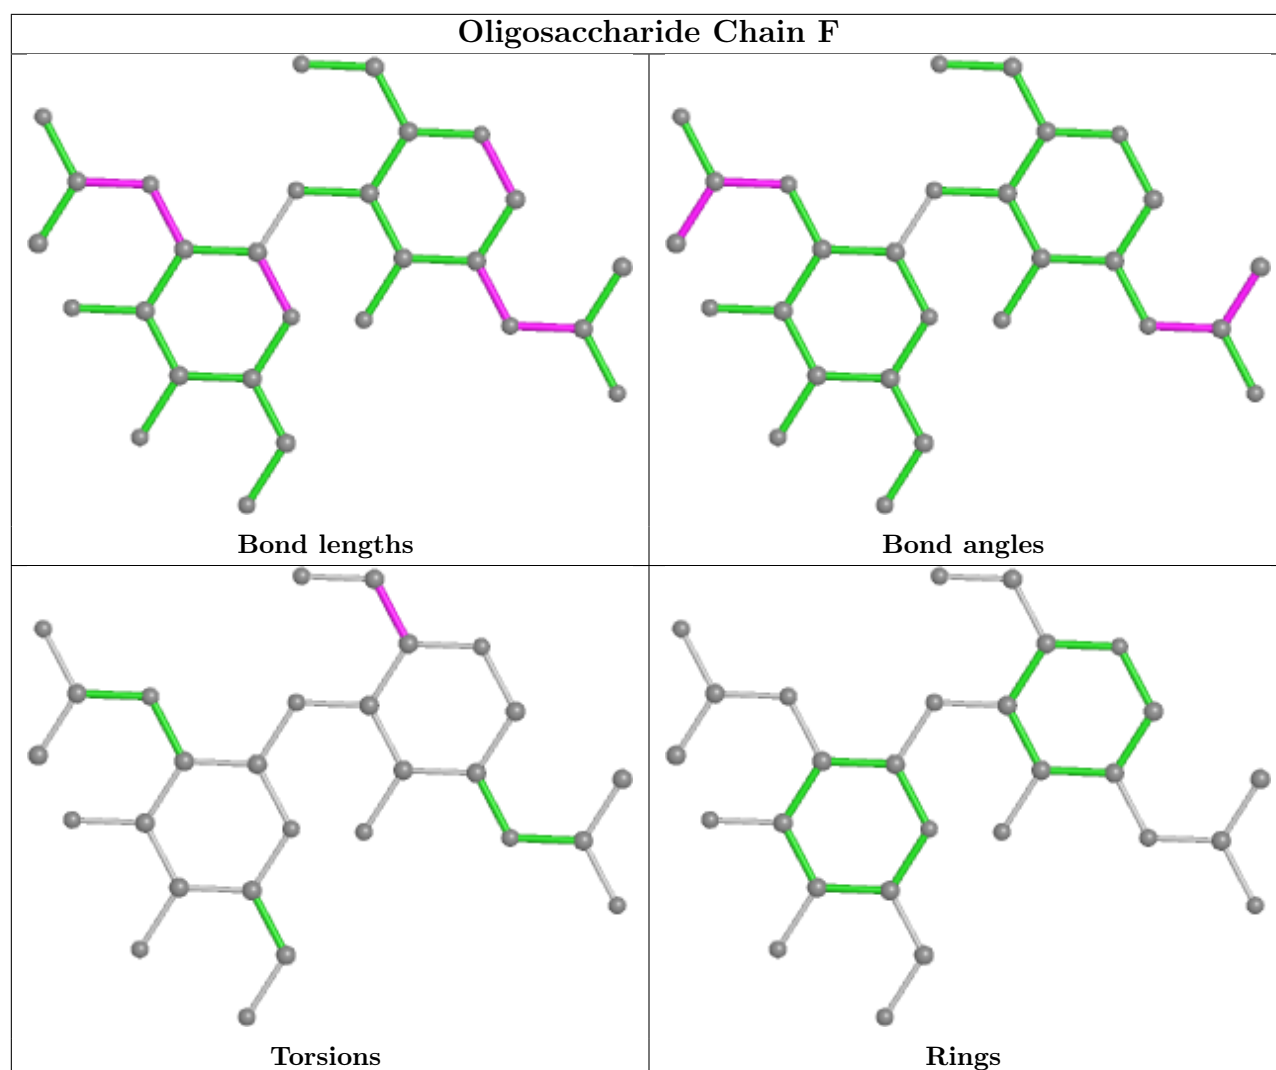 Oligosaccharide Chain F
Bond lengths
Bond angles
Torsions
Rings